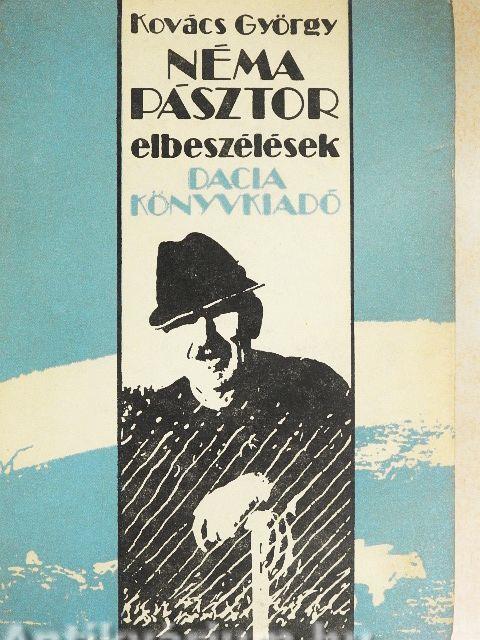 Kovács György
NÉMA
PÁSZTOR
elbeszélések
DACIA
KÖNYVKIADÓ